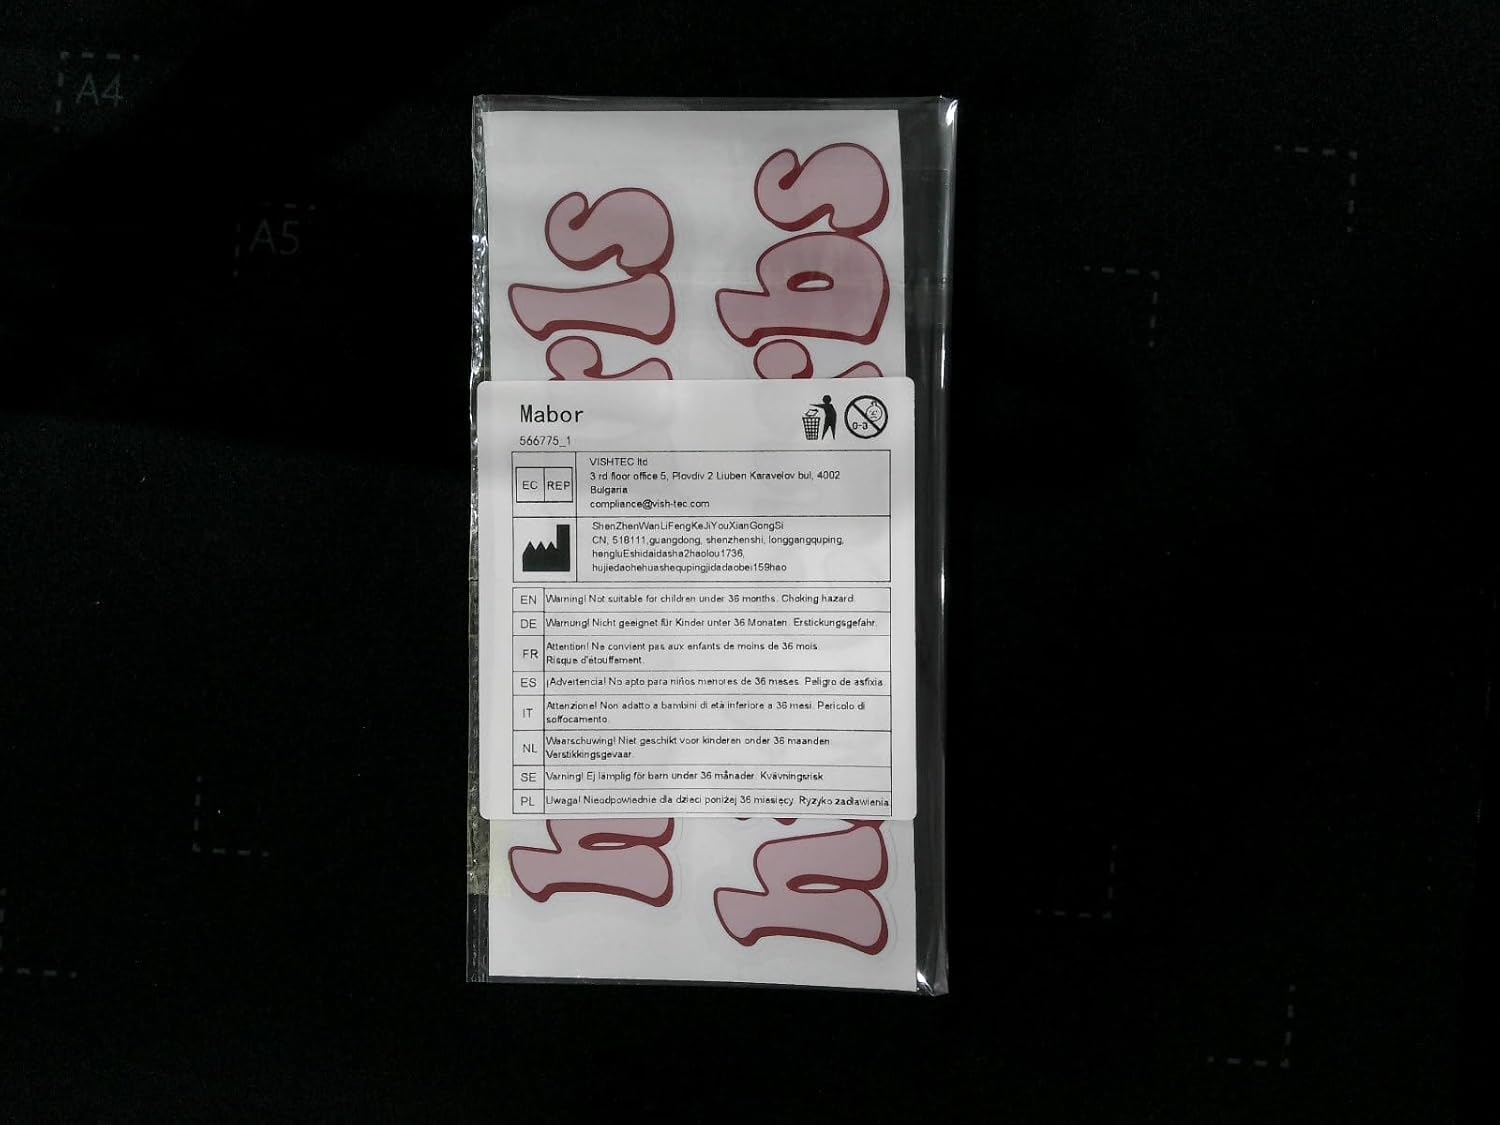 A4
A5
rls
bs
Mabor
0-3
566775_1
EC REP
VISHTEC ltd
3 rd floor office 5, Plovdiv 2 Liuben Karavelov bul, 4002
Bulgaria
compliance@vish-tec.com
ShenZhenWanLiFengKeJiYouXianGongSi
CN, 518111,guangdong, shenzhenshi, longgangquping,
hengluEshidaidasha2haolou1736,
hujiedaohehuashequpingjidadaobei159hao
EN Warning! Not suitable for children under 36 months. Choking hazard.
DE Warnung! Nicht geeignet für Kinder unter 36 Monaten. Erstickungsgefahr.
FR Attention! Ne convient pas aux enfants de moins de 36 mois.
Risque d'étouffement.
ES ¡Advertencia! No apto para niños menores de 36 meses. Peligro de asfixia.
IT Attenzione! Non adatto a bambini di età inferiore a 36 mesi. Pericolo di
soffocamento.
NL Waarschuwing! Niet geschikt voor kinderen onder 36 maanden.
Verstikkingsgevaar.
SE Varning! Ej lämplig för barn under 36 månader. Kvävningsrisk
PL Uwaga! Nieodpowiednie dla dzieci poniżej 36 miesięcy. Ryzyko zadławienia
h
h